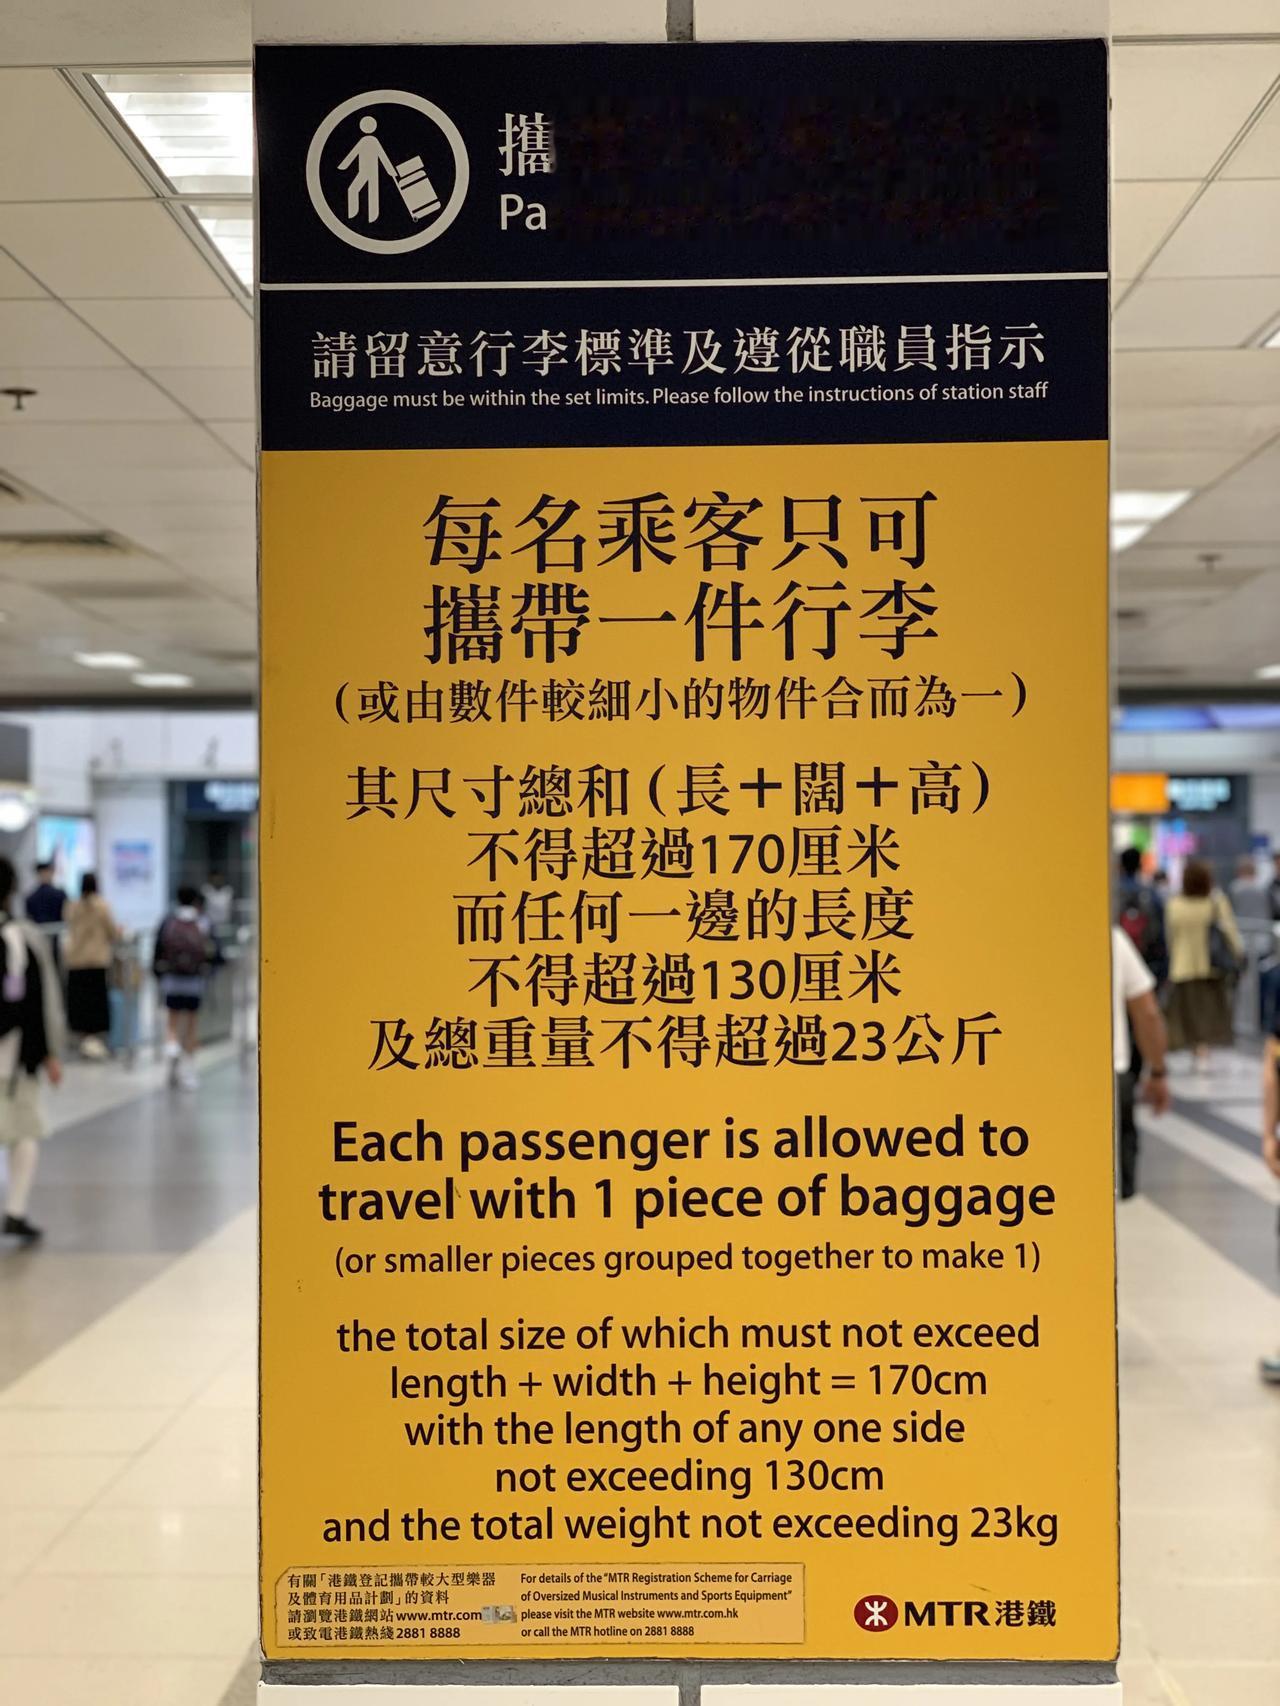 攜
Pa
請留意行李標準及遵從職員指示
Baggage must be within the set limits. Please follow the instructions of station staff
每名乘客只可
攜帶一件行李
(或由數件較細小的物件合而為一)
其尺寸總和(長+闊+高)
不得超過170厘米
而任何一邊的長度
不得超過130厘米
及總重量不得超過23公斤
Each passenger is allowed to
travel with 1 piece of baggage
(or smaller pieces grouped together to make 1)
the total size of which must not exceed
length + width + height = 170cm
with the length of any one side
not exceeding 130cm
and the total weight not exceeding 23kg
有關「港鐵登記攜帶較大型樂器
及體育用品計劃」的資料
請瀏覽港鐵網站 www.mtr.com
或致電港鐵熱綫 2881 8888
For details of the "MTR Registration Scheme for Carriage
of Oversized Musical Instruments and Sports Equipment"
please visit the MTR website www.mtr.com.hk
or call the MTR hotline on 2881 8888
MTR 港鐵